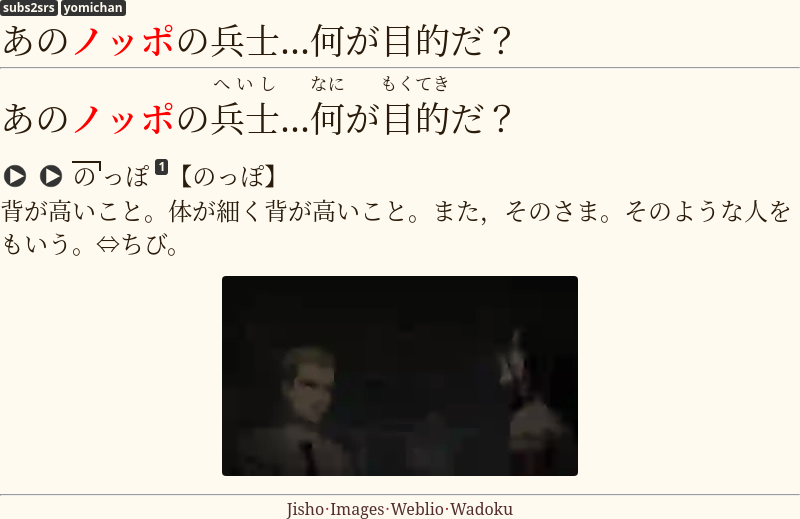 subs2srs yomichan
あのノッポの兵士…何が目的だ？
へいし なに もくてき
あのノッポの兵士…何が目的だ？
のっぽ 1 【のっぽ】
背が高いこと。体が細く背が高いこと。また，そのさま。そのような人を
もいう。⇔ちび。
Jisho·Images·Weblio·Wadoku